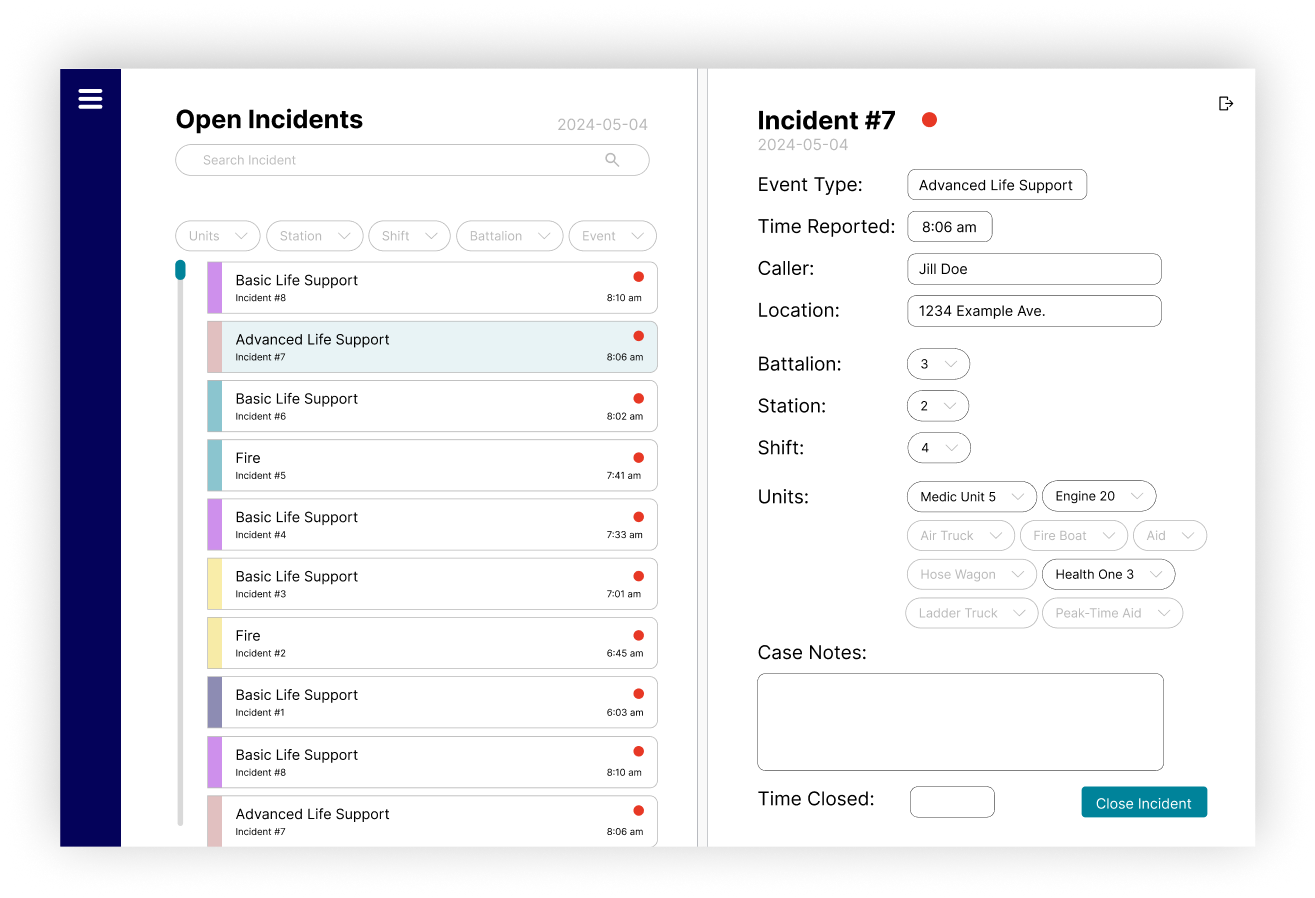 Open Incidents
2024-05-04
Search Incident
Units Station Shift Battalion Event
Basic Life Support
Incident #8 8:10 am
Advanced Life Support
Incident #7 8:06 am
Basic Life Support
Incident #6 8:02 am
Fire
Incident #5 7:41 am
Basic Life Support
Incident #4 7:33 am
Basic Life Support
Incident #3 7:01 am
Fire
Incident #2 6:45 am
Basic Life Support
Incident #1 6:03 am
Basic Life Support
Incident #8 8:10 am
Advanced Life Support
Incident #7 8:06 am
Incident #7
2024-05-04
Event Type: Advanced Life Support
Time Reported: 8:06 am
Caller: Jill Doe
Location: 1234 Example Ave.
Battalion: 3
Station: 2
Shift: 4
Units: Medic Unit 5 Engine 20
Air Truck Fire Boat Aid
Hose Wagon Health One 3
Ladder Truck Peak-Time Aid
Case Notes:
Time Closed: Close Incident